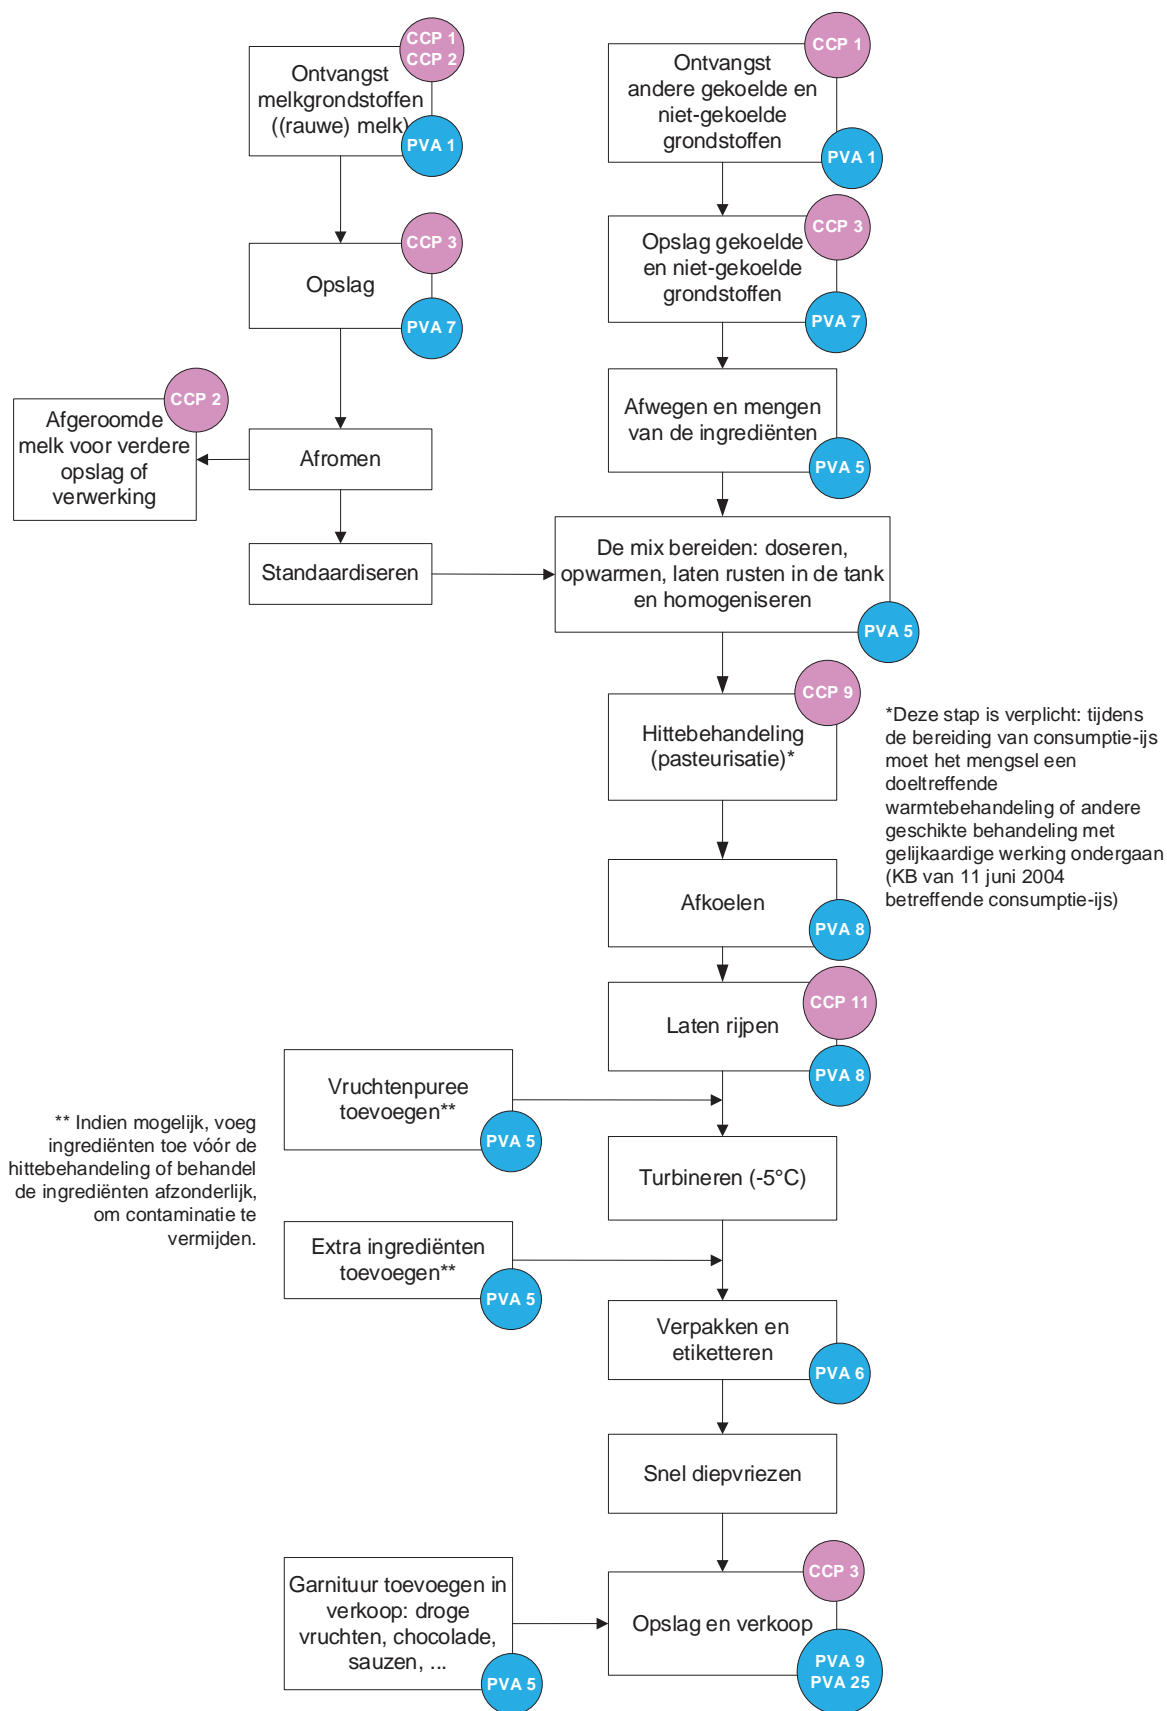 CCP 1
CCP 2
Ontvangst
melkgrondstoffen
((rauwe) melk)
PVA 1
CCP 1
Ontvangst
andere gekoelde en
niet-gekoelde
grondstoffen
PVA 1
CCP 3
Opslag
PVA 7
CCP 3
Opslag gekoelde
en niet-gekoelde
grondstoffen
PVA 7
CCP 2
Afgeroomde
melk voor verdere
opslag of
verwerking
Afromen
Afwegen en mengen
van de ingrediënten
PVA 5
Standaardiseren
De mix bereiden: doseren,
opwarmen, laten rusten in de tank
en homogeniseren
PVA 5
CCP 9
Hittebehandeling
(pasteurisatie)*
*Deze stap is verplicht: tijdens
de bereiding van consumptie-ijs
moet het mengsel een
doeltreffende
warmtebehandeling of andere
geschikte behandeling met
gelijkaardige werking ondergaan
(KB van 11 juni 2004
betreffende consumptie-ijs)
Afkoelen
PVA 8
CCP 11
Laten rijpen
PVA 8
Vruchtenpuree
toevoegen**
PVA 5
** Indien mogelijk, voeg
ingrediënten toe vóór de
hittebehandeling of behandel
de ingrediënten afzonderlijk,
om contaminatie te
vermijden.
Turbineren (-5°C)
Extra ingrediënten
toevoegen**
PVA 5
Verpakken en
etiketteren
PVA 6
Snel diepvriezen
Garnituur toevoegen in
verkoop: droge
vruchten, chocolade,
sauzen, ...
PVA 5
CCP 3
Opslag en verkoop
PVA 9
PVA 25